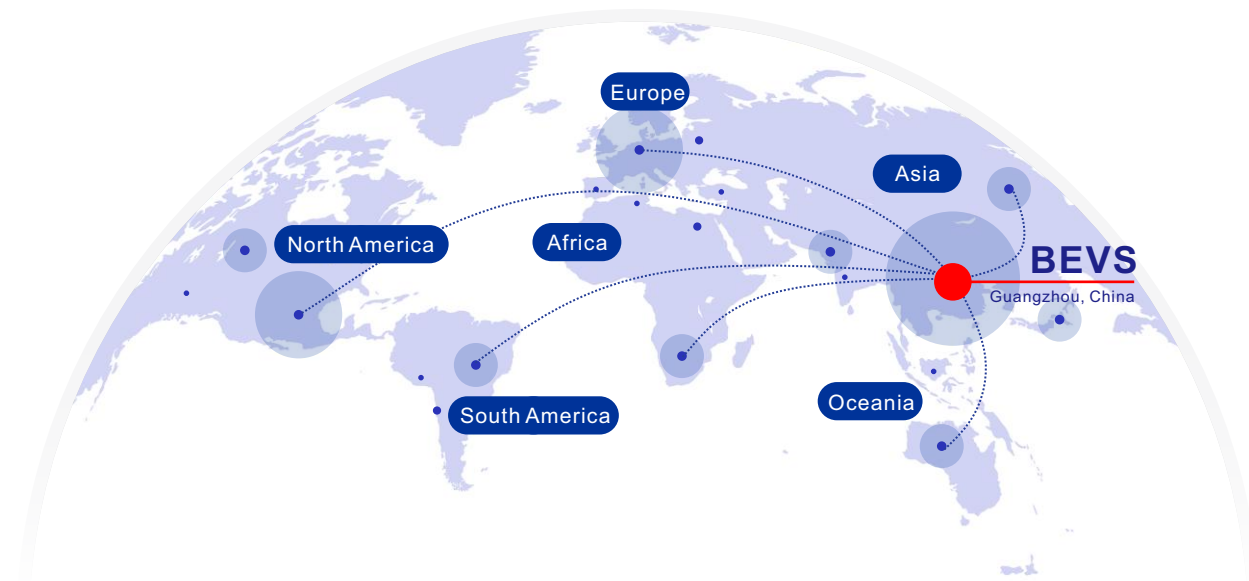 Europe
Asia
North America
Africa
BEVS
Guangzhou, China
South America
Oceania